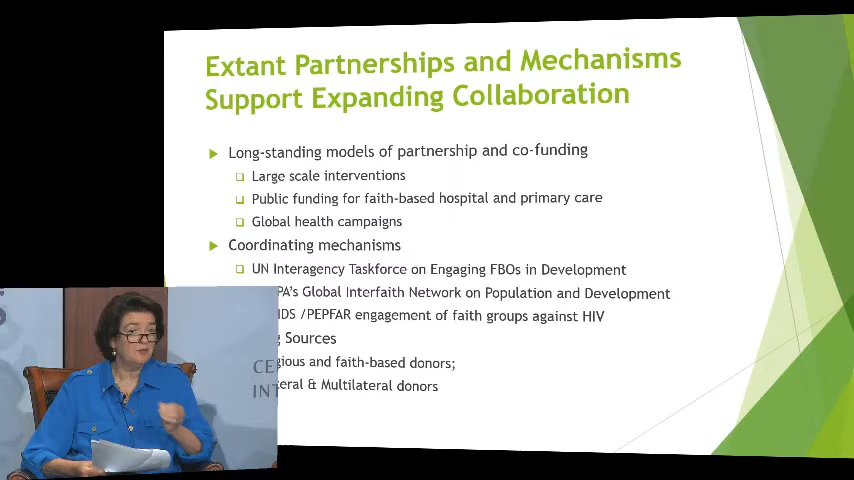 Extant Partnerships and Mechanisms
Support Expanding Collaboration
Long-standing models of partnership and co-funding
Large scale interventions
Public funding for faith-based hospital and primary care
Global health campaigns
Coordinating mechanisms
UN Interagency Taskforce on Engaging FBOs in Development
PA's Global Interfaith Network on Population and Development
IDS /PEPFAR engagement of faith groups against HIV
g Sources
gious and faith-based donors;
teral & Multilateral donors
CE
INT